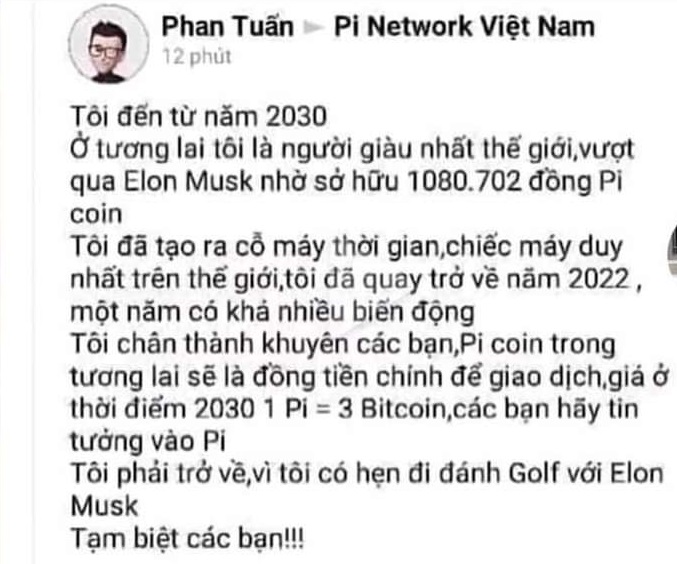 Phan Tuấn ► Pi Network Việt Nam
12 phút
Tôi đến từ năm 2030
Ở tương lai tôi là người giàu nhất thế giới,vượt
qua Elon Musk nhờ sở hữu 1080.702 đồng Pi
coin
Tôi đã tạo ra cỗ máy thời gian,chiếc máy duy
nhất trên thế giới,tôi đã quay trở về năm 2022 ,
một năm có khá nhiều biến động
Tôi chân thành khuyên các bạn,Pi coin trong
tương lai sẽ là đồng tiền chính để giao dịch,giá ở
thời điểm 2030 1 Pi = 3 Bitcoin,các bạn hãy tin
tưởng vào Pi
Tôi phải trở về,vì tôi có hẹn đi đánh Golf với Elon
Musk
Tạm biệt các bạn!!!